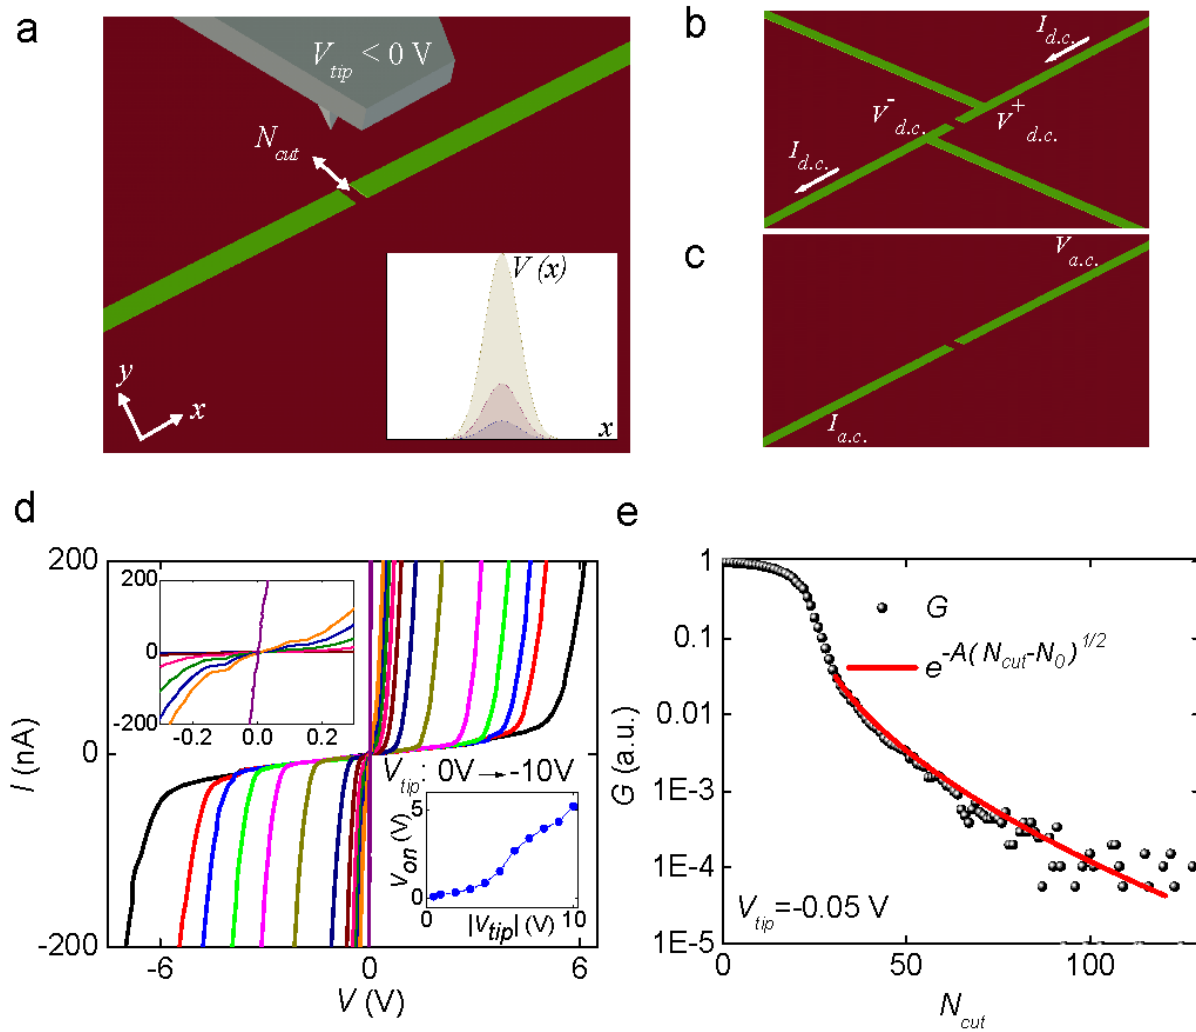 a
V_tip < 0 V
N_cut
V (x)
x
y
x
b
I_d.c.
V^-_d.c.
V^+_d.c.
I_d.c.
c
V_a.c.
I_a.c.
d
200
0
-200
I (nA)
-6
0
6
V (V)
200
0
-200
-0.2
0.0
0.2
V_tip: 0V → -10V
5
0
V_on (V)
0
10
|V_tip| (V)
e
1
0.1
0.01
1E-3
1E-4
1E-5
G (a.u.)
0
50
100
N_cut
G
e^-A(N_cut-N_0)^1/2
V_tip=-0.05 V